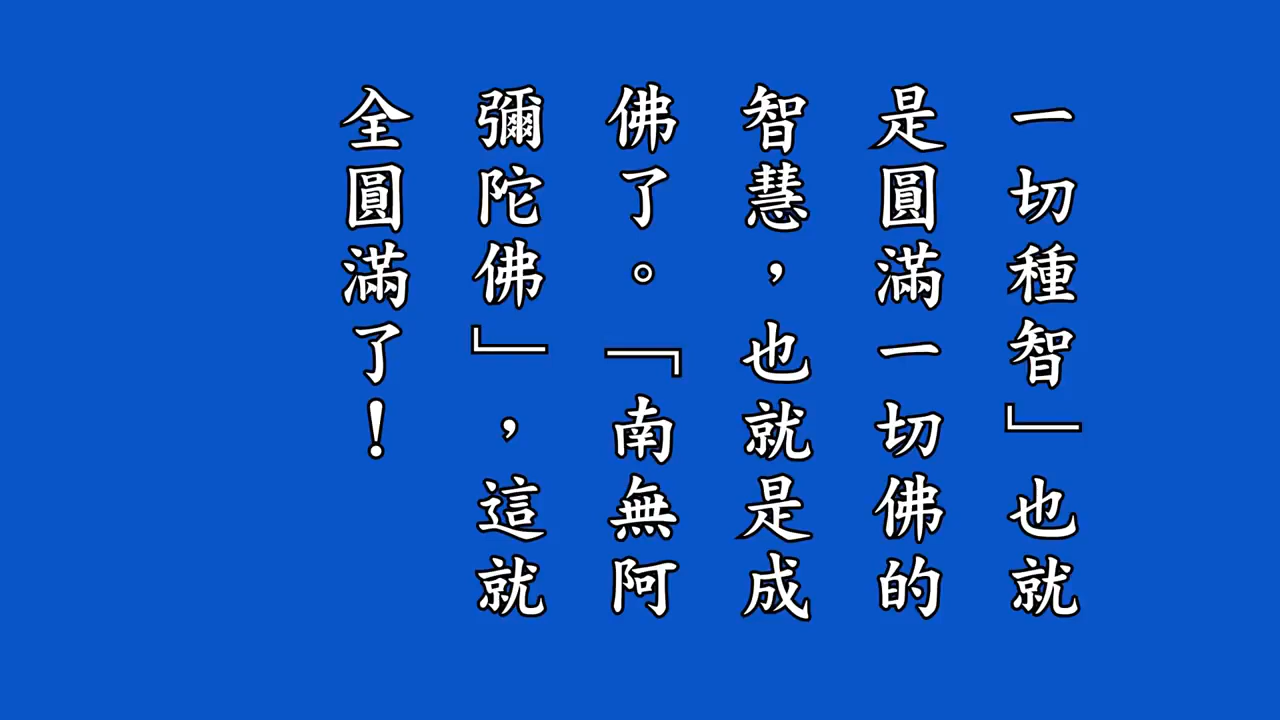 一切種智」也就
是圓滿一切佛的
智慧，也就是成
佛了。「南無阿
彌陀佛」，這就
全圓滿了！